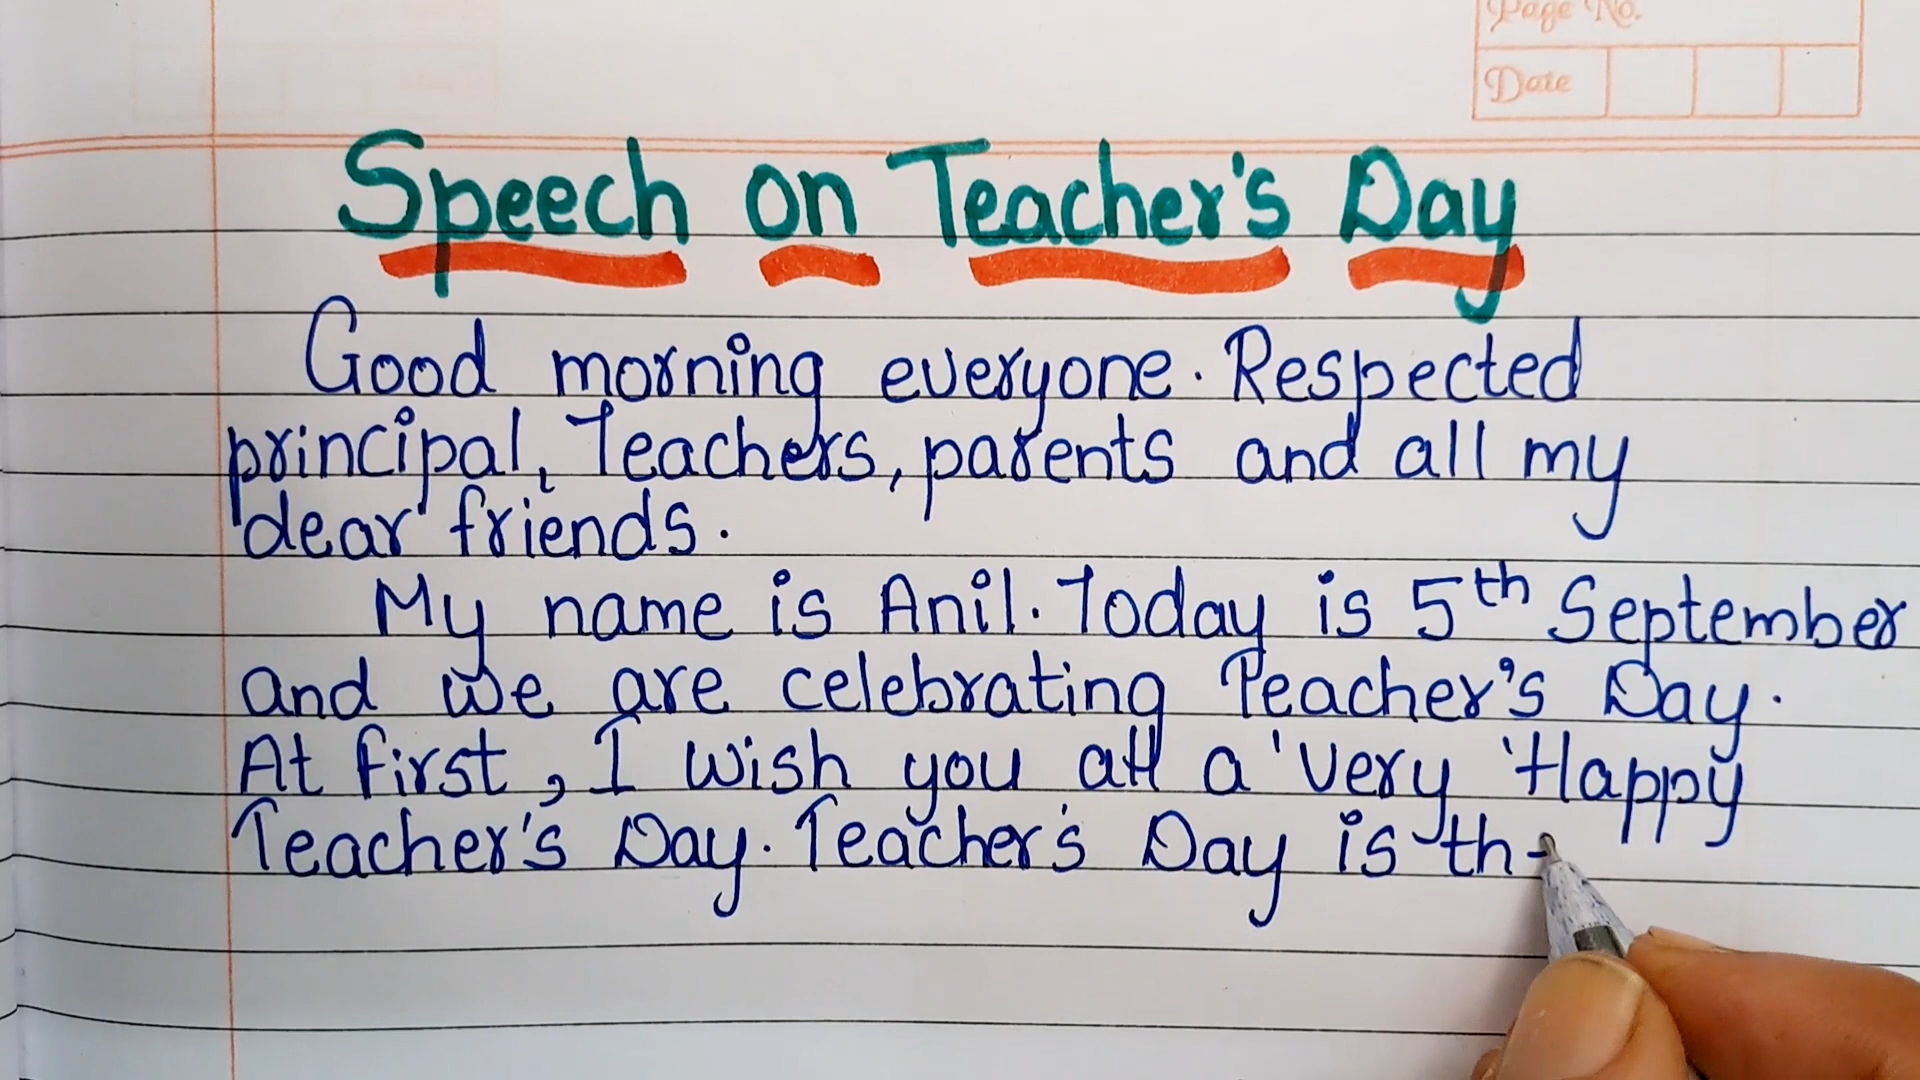 Page No.
Date
Speech on Teacher's Day
Good morning everyone. Respected
principal, Teachers, parents and all my
dear friends.
My name is Anil. Today is 5th September
and we are celebrating Teacher's Day.
At first, I wish you all a very Happy
Teacher's Day. Teacher's Day is th